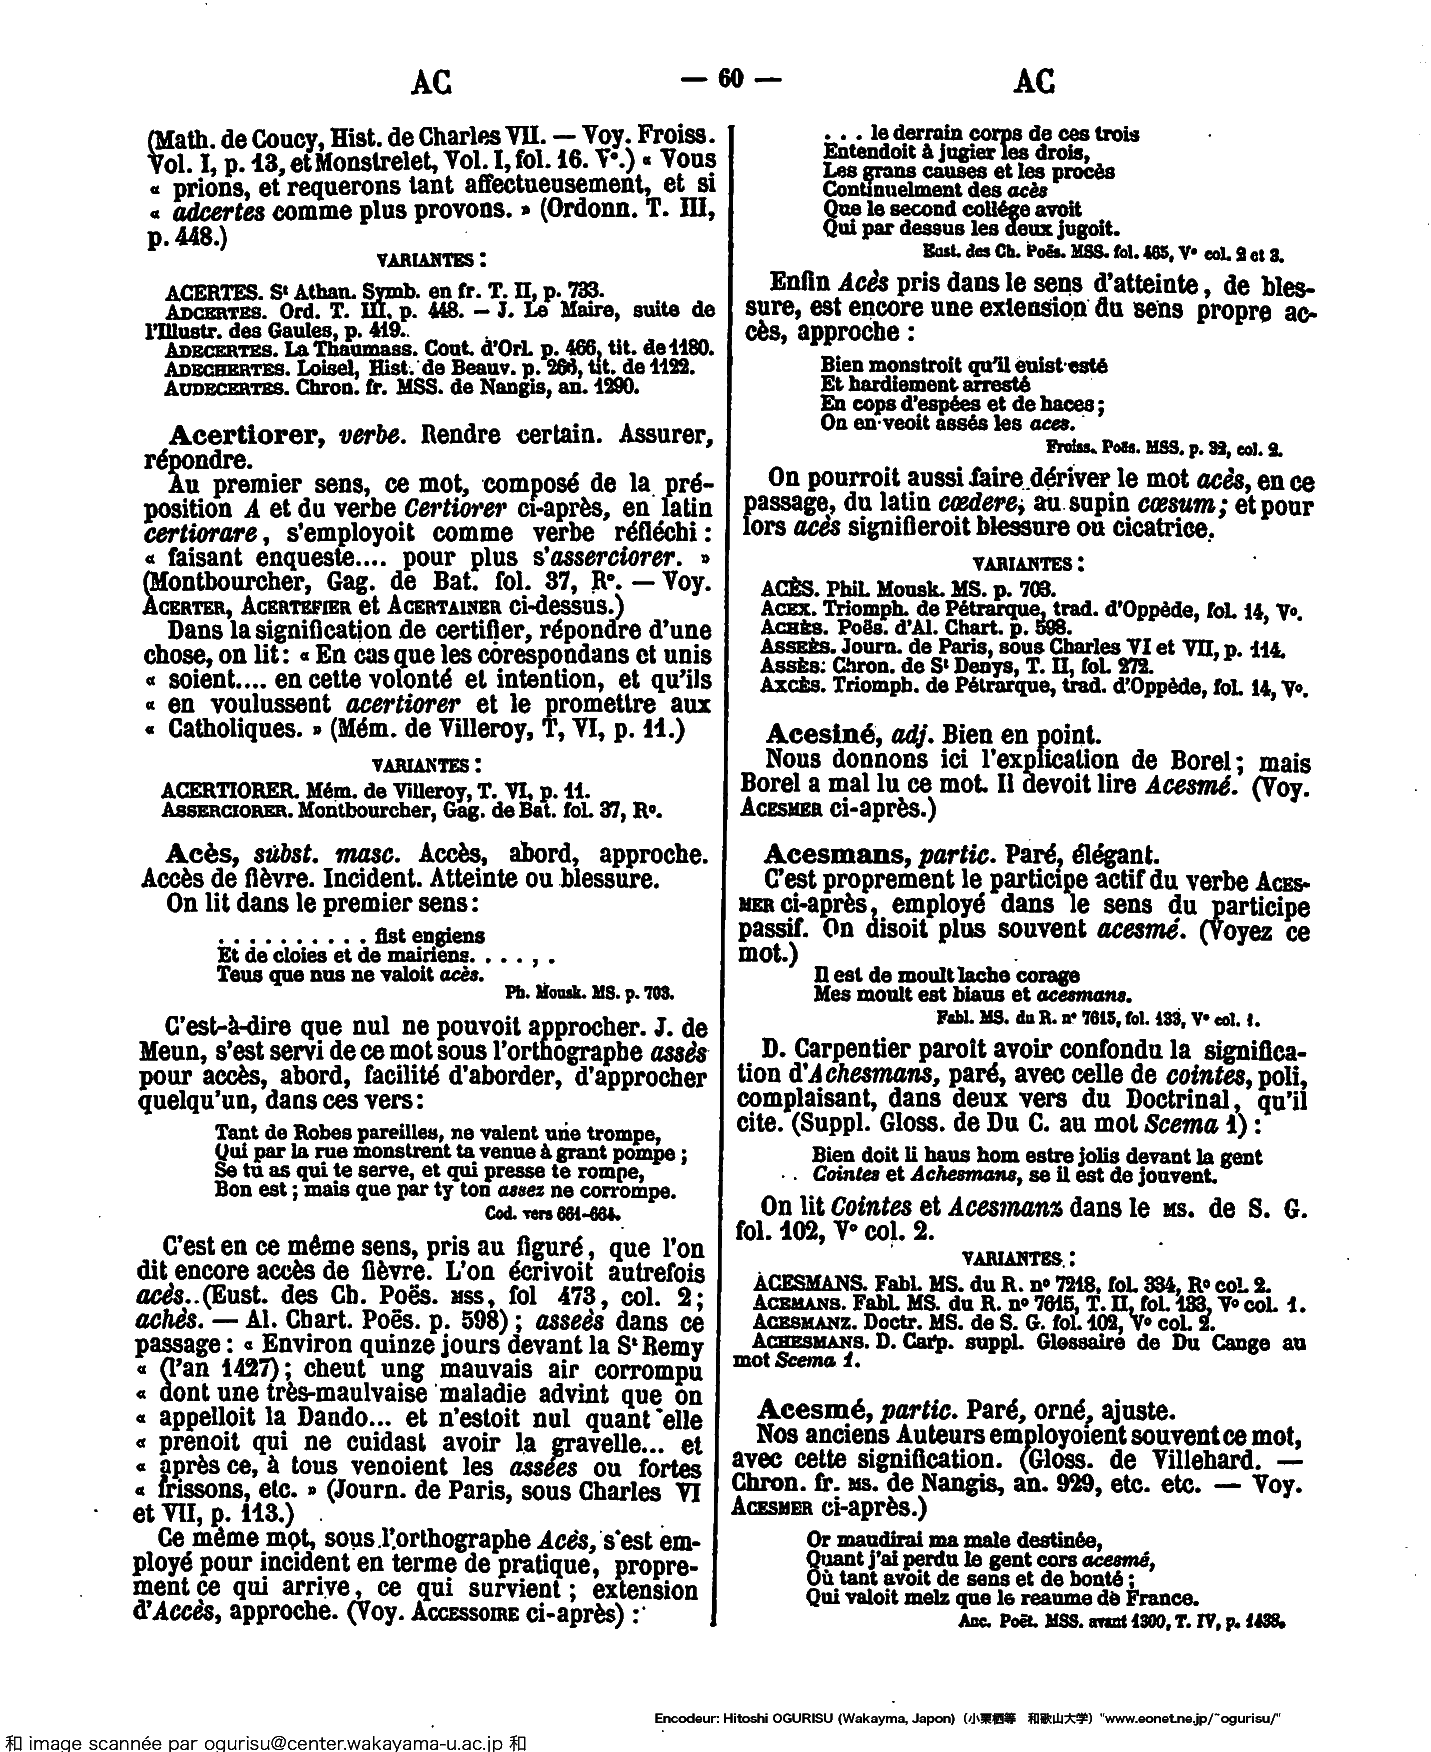 AC
— 60 —
AC
(Math. de Coucy, Hist. de Charles VII. — Voy. Froiss.
Vol. I, p. 13, et Monstrelet, Vol. I, fol. 16. V°.) « Vous
« prions, et requerons tant affectueusement, et si
« adcertes comme plus provons. » (Ordonn. T. III,
p. 448.)
VARIANTES :
ACERTES. St Athan. Symb. en fr. T. II, p. 733.
ADCERTES. Ord. T. III, p. 448. — J. Le Maire, suite de
l'Illustr. des Gaules, p. 419.
ADECERTES. La Thaumass. Cout. d'Orl. p. 466, tit. de 1180.
ADECHERTES. Loisel, Hist. de Beauv. p. 266, tit. de 1122.
AUDECERTES. Chron. fr. MSS. de Nangis, an. 1290.
Acertiorer, verbe. Rendre certain. Assurer,
répondre.
Au premier sens, ce mot, composé de la pré-
position A et du verbe Certiorer ci-après, en latin
certiorare, s'employoit comme verbe réfléchi :
« faisant enqueste.... pour plus s'asserciorer. »
(Montbourcher, Gag. de Bat. fol. 37, R°. — Voy.
ACERTER, ACERTEFIER et ACERTAINER ci-dessus.)
Dans la signification de certifier, répondre d'une
chose, on lit : « En cas que les corespondans et unis
« soient.... en cette volonté et intention, et qu'ils
« en voulussent acertiorer et le promettre aux
« Catholiques. » (Mém. de Villeroy, T, VI, p. 11.)
VARIANTES :
ACERTIORER. Mém. de Villeroy, T. VI, p. 11.
ASSERCIORER. Montbourcher, Gag. de Bat. fol. 37, R°.
Acès, subst. masc. Accès, abord, approche.
Accès de fièvre. Incident. Atteinte ou blessure.
On lit dans le premier sens :
. . . . . . . . . . fist engiens
Et de cloies et de mairiens. . . . , .
Teus que nus ne valoit acès.
Ph. Mousk. MS. p. 703.
C'est-à-dire que nul ne pouvoit approcher. J. de
Meun, s'est servi de ce mot sous l'orthographe assès
pour accès, abord, facilité d'aborder, d'approcher
quelqu'un, dans ces vers :
Tant de Robes pareilles, ne valent une trompe,
Qui par la rue monstrent ta venue à grant pompe ;
Se tu as qui te serve, et qui presse te rompe,
Bon est ; mais que par ty ton assez ne corrompe.
Cod. vers 661-664.
C'est en ce même sens, pris au figuré, que l'on
dit encore accès de fièvre. L'on écrivoit autrefois
acès. (Eust. des Ch. Poës. MSS, fol 473, col. 2 ;
achès. — Al. Chart. Poës. p. 598) ; asseès dans ce
passage : « Environ quinze jours devant la St Remy
« (l'an 1427) ; cheut ung mauvais air corrompu
« dont une très-maulvaise maladie advint que on
« appelloit la Dando... et n'estoit nul quant elle
« prenoit qui ne cuidast avoir la gravelle... et
« après ce, à tous venoient les assées ou fortes
« frissons, etc. » (Journ. de Paris, sous Charles VI
et VII, p. 113.)
Ce même mot, sous l'orthographe Acès, s'est em-
ployé pour incident en terme de pratique, propre-
ment ce qui arrive, ce qui survient ; extension
d'Accès, approche. (Voy. ACCESSOIRE ci-après) :
. . . le derrain corps de ces trois
Entendoit à jugier les drois,
Les grans causes et les procès
Continuelment des acès
Que le second collége avoit
Qui par dessus les deux jugoit.
Eust. des Ch. Poës. MSS. fol. 465, V° col. 2 et 3.
Enfin Acès pris dans le sens d'atteinte, de bles-
sure, est encore une extension du sens propre ac-
cès, approche :
Bien monstroit qu'il euist esté
Et hardiement arresté
En cops d'espées et de haces ;
On en veoit assés les aces.
Froiss. Poës. MSS. p. 32, col. 2.
On pourroit aussi faire dériver le mot acès, en ce
passage, du latin cœdere, au supin cœsum ; et pour
lors acès signifieroit blessure ou cicatrice.
VARIANTES :
ACÈS. Phil. Mousk. MS. p. 703.
ACEX. Triomph. de Pétrarque, trad. d'Oppède, fol. 14, V°.
ACHÈS. Poës. d'Al. Chart. p. 598.
ASSEÈS. Journ. de Paris, sous Charles VI et VII, p. 114.
ASSÈS: Chron. de St Denys, T. II, fol. 272.
AXCÈS. Triomph. de Pétrarque, trad. d'Oppède, fol. 14, V°.
Acesiné, adj. Bien en point.
Nous donnons ici l'explication de Borel ; mais
Borel a mal lu ce mot. Il devoit lire Acesmé. (Voy.
ACESMER ci-après.)
Acesmans, partic. Paré, élégant.
C'est proprement le participe actif du verbe ACES-
MER ci-après, employé dans le sens du participe
passif. On disoit plus souvent acesmé. (Voyez ce
mot.)
Il est de moult lache corage
Mes moult est biaus et acesmans.
Fabl. MS. du R. n° 7615, fol. 133, V° col. 1.
D. Carpentier paroît avoir confondu la significa-
tion d'Achesmans, paré, avec celle de cointes, poli,
complaisant, dans deux vers du Doctrinal, qu'il
cite. (Suppl. Gloss. de Du C. au mot Scema 1) :
Bien doit li haus hom estre jolis devant la gent
. . Cointes et Achesmans, se il est de jouvent.
On lit Cointes et Acesmanz dans le MS. de S. G.
fol. 102, V° col. 2.
VARIANTES :
ACESMANS. Fabl. MS. du R. n° 7218, fol. 334, R° col. 2.
ACEMANS. Fabl. MS. du R. n° 7615, T. II, fol. 133, V° col. 1.
ACESMANZ. Doctr. MS. de S. G. fol. 102, V° col. 2.
ACHESMANS. D. Carp. suppl. Glossaire de Du Cange au
mot Scema 1.
Acesmé, partic. Paré, orné, ajuste.
Nos anciens Auteurs employoient souvent ce mot,
avec cette signification. (Gloss. de Villehard. —
Chron. fr. MS. de Nangis, an. 929, etc. etc. — Voy.
ACESMER ci-après.)
Or maudirai ma male destinée,
Quant j'ai perdu le gent cors acesmé,
Où tant avoit de sens et de bonté ;
Qui valoit melz que le reaume de France.
Anc. Poët. MSS. avant 1300, T. IV, p. 1438.
Encodeur: Hitoshi OGURISU (Wakayma, Japon) (小栗栖等 和歌山大学) "www.eonet.ne.jp/~ogurisu/"
和 image scannée par ogurisu@center.wakayama-u.ac.jp 和